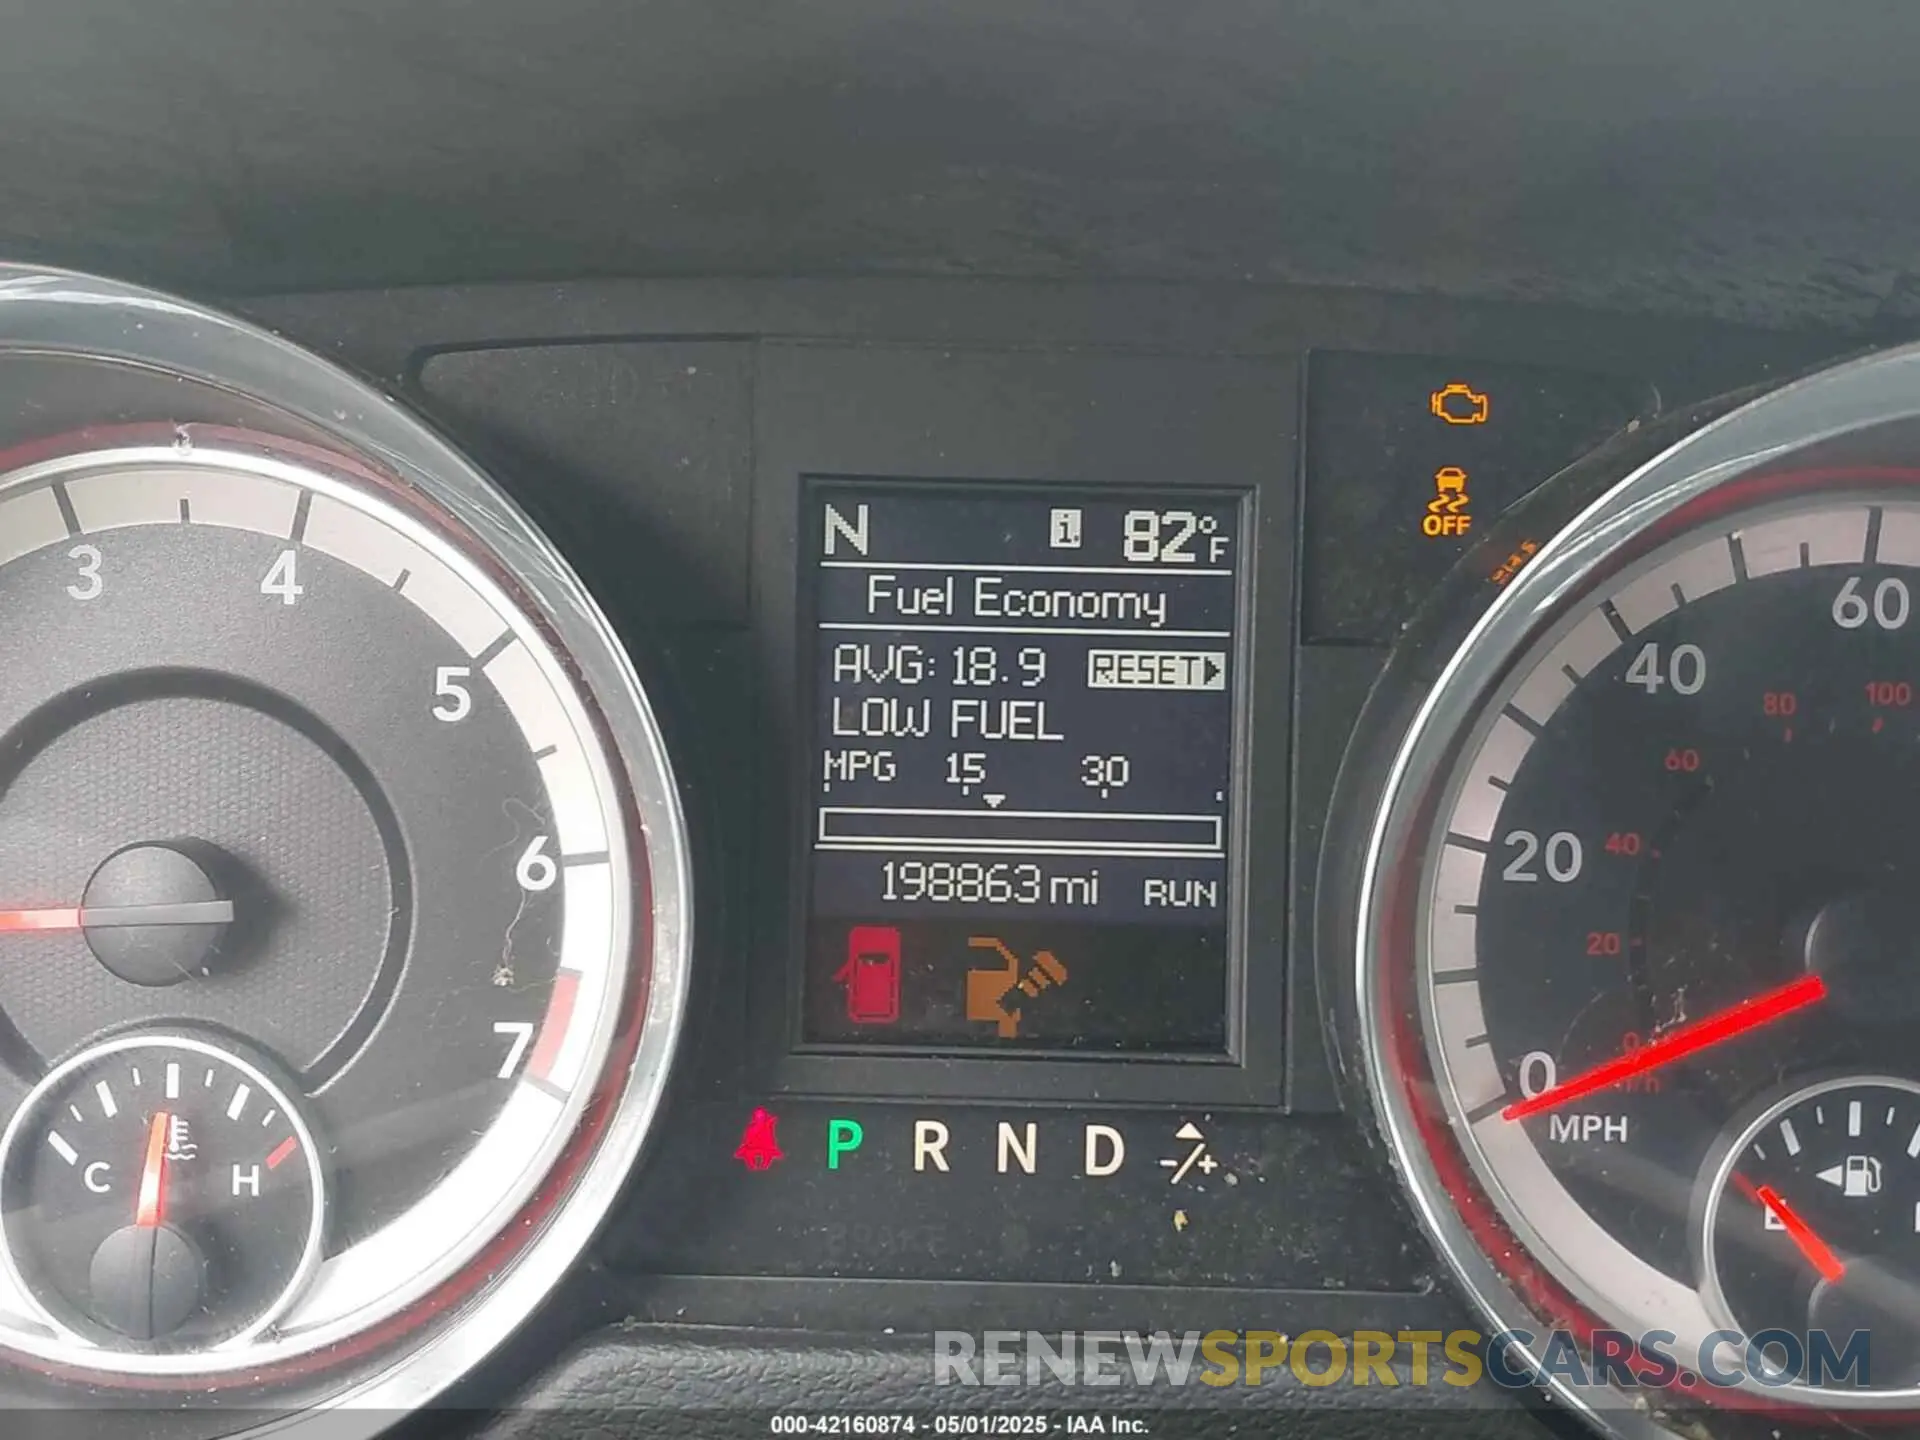 N i 82°F
Fuel Economy
AVG: 18.9 RESET
LOW FUEL
MPG 15 30
198863 mi RUN
OFF
3 4 5 6 7
C H
P R N D -/+
0 20 40 60
20 40 60 80 100
MPH
E
RENEWSPORTSCARS.COM
000-42160874 - 05/01/2025 - IAA Inc.